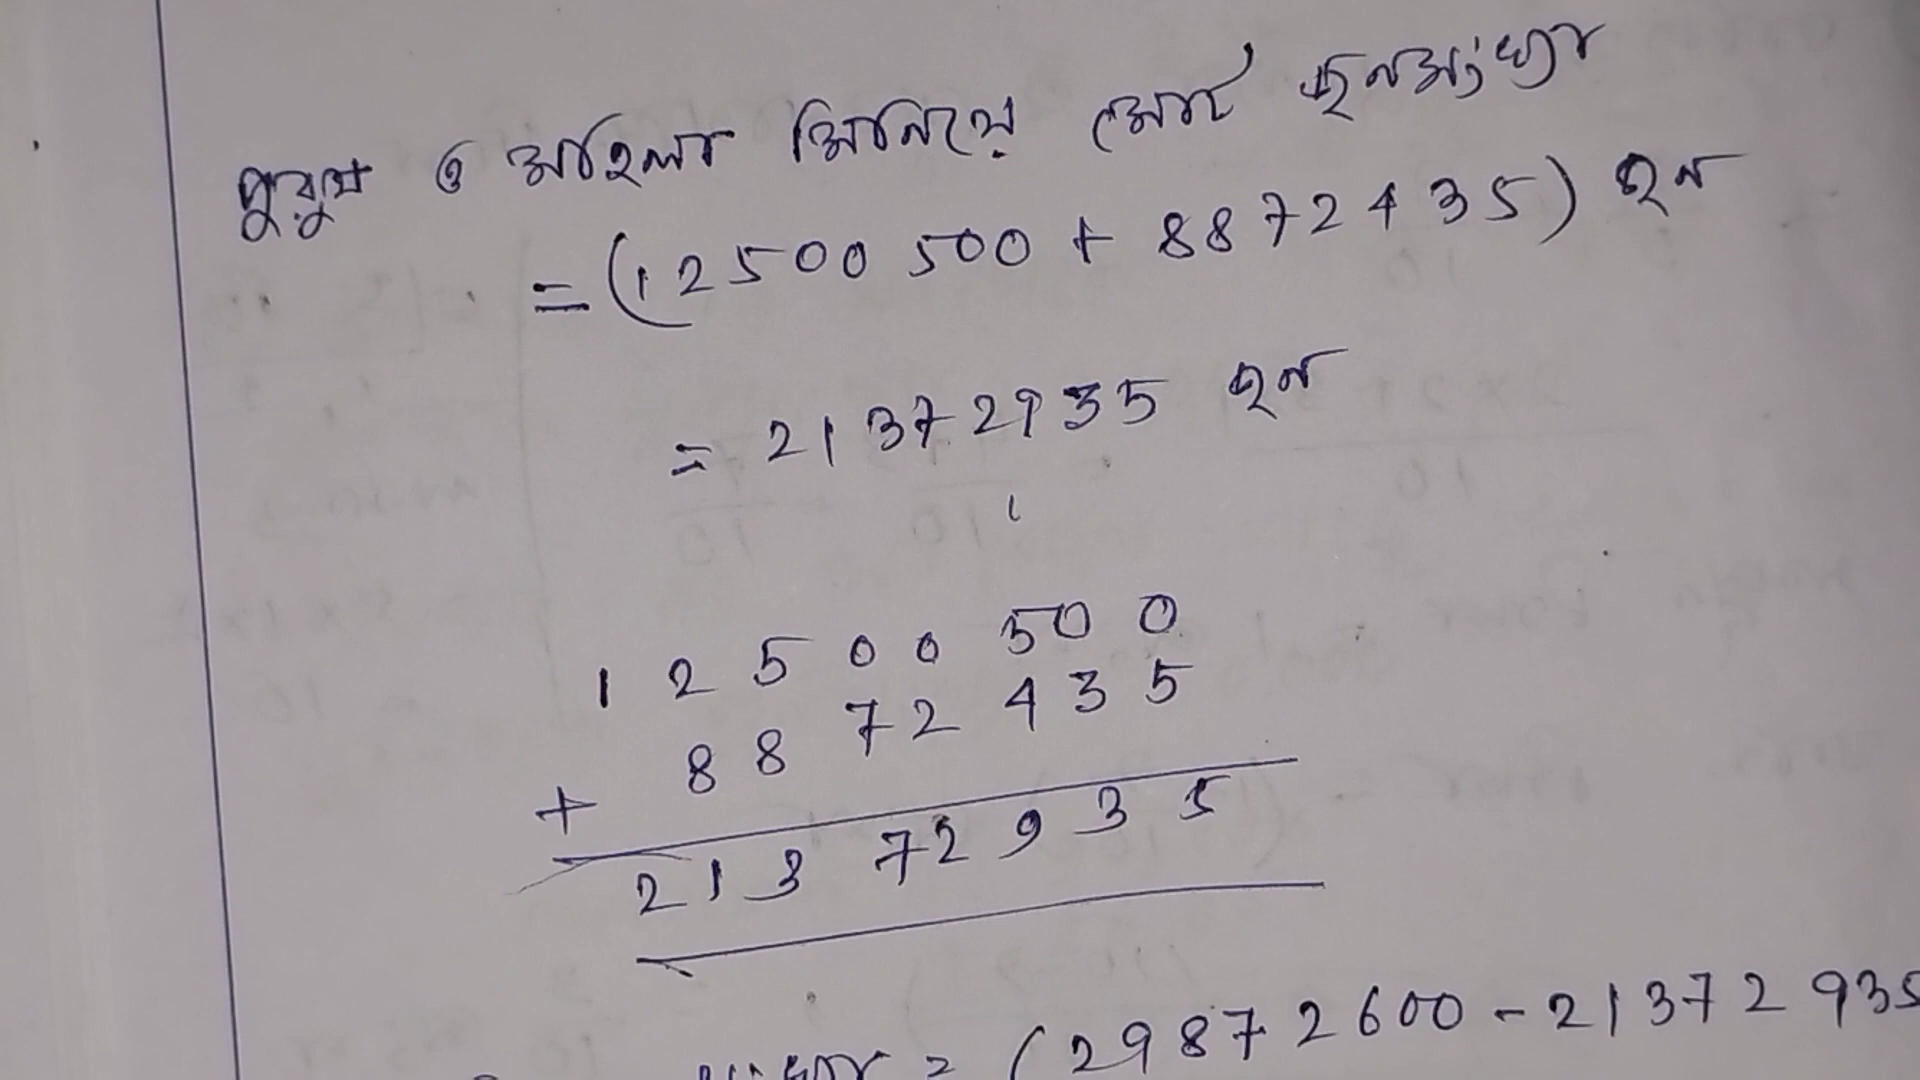 পুরুষ ও মহিলা মিলিয়ে মোট জনসংখ্যা
= (12500500 + 8872435) জন
= 21372935 জন
12500500
+ 8872435
21372935
= (29872600 - 21372935